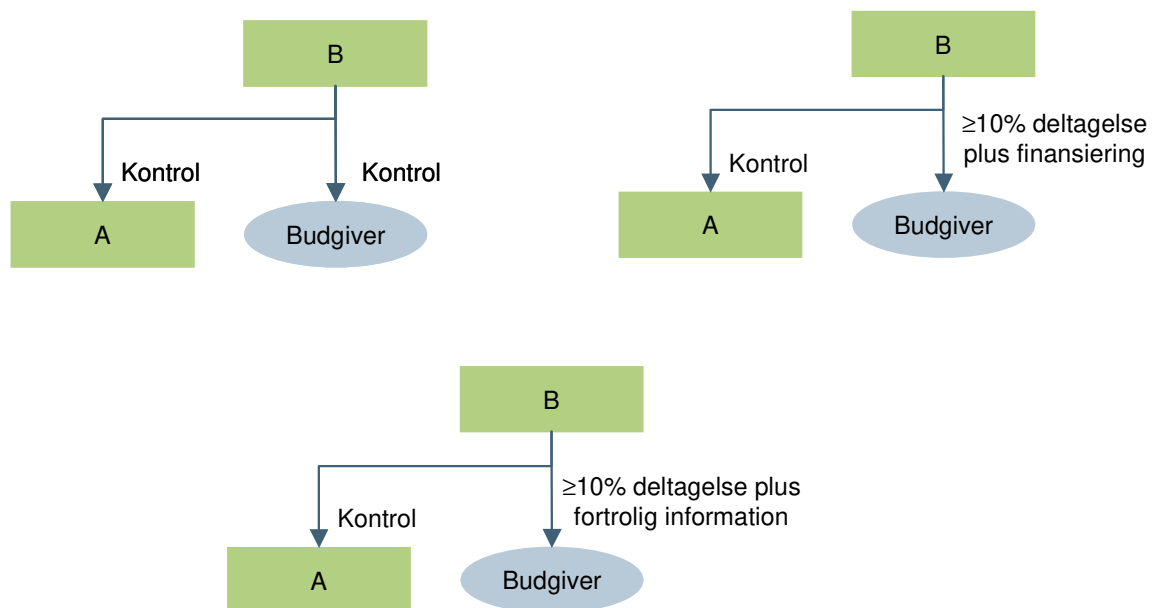 B
Kontrol
Kontrol
A
Budgiver
B
≥10% deltagelse
plus finansiering
Kontrol
A
Budgiver
B
≥10% deltagelse plus
fortrolig information
Kontrol
A
Budgiver